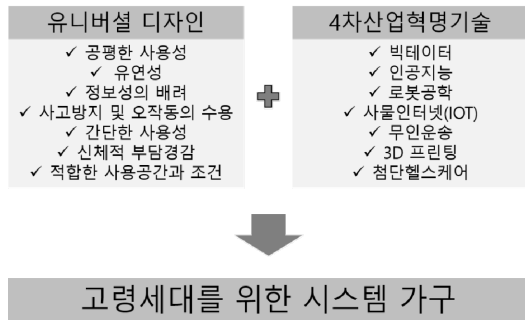 유니버셜 디자인
✓ 공평한 사용성
✓ 유연성
✓ 정보성의 배려
✓ 사고방지 및 오작동의 수용
✓ 간단한 사용성
✓ 신체적 부담경감
✓ 적합한 사용공간과 조건
4차산업혁명기술
✓ 빅테이터
✓ 인공지능
✓ 로봇공학
✓ 사물인터넷(IOT)
✓ 무인운송
✓ 3D 프린팅
✓ 첨단헬스케어
고령세대를 위한 시스템 가구